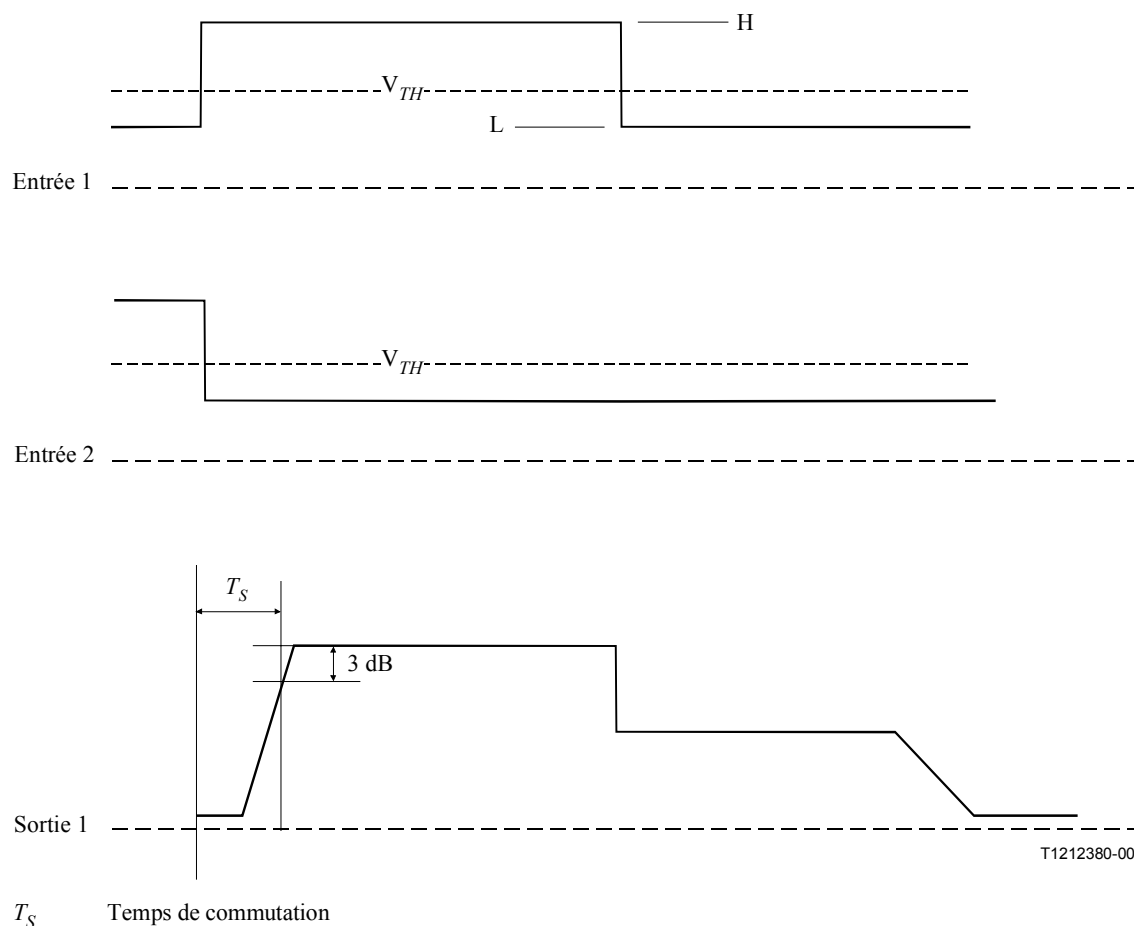 H
V_TH
L
Entrée 1
V_TH
Entrée 2
T_S
3 dB
Sortie 1
T1212380-00
T_S Temps de commutation